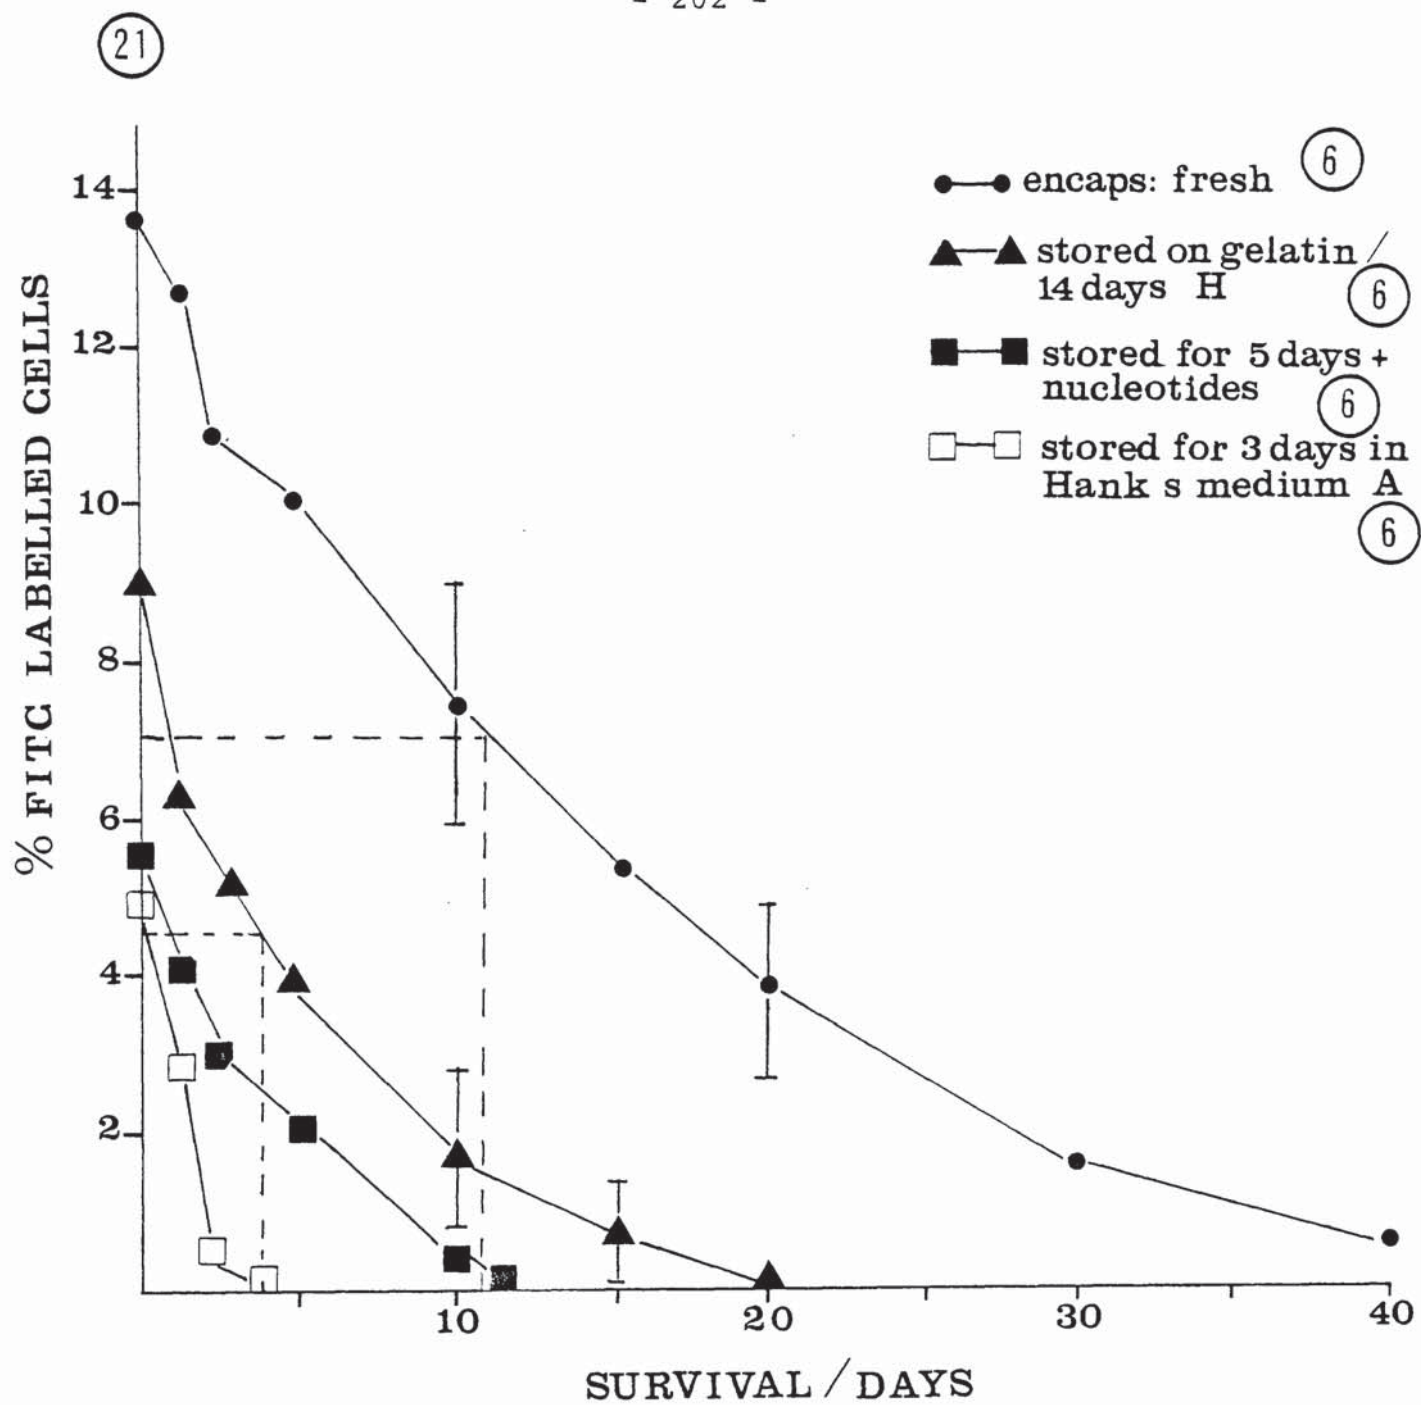 - 202 -
21
14
12
10
8
6
4
2
% FITC LABELLED CELLS
encaps: fresh 6
stored on gelatin /
14 days H 6
stored for 5 days +
nucleotides 6
stored for 3 days in
Hank s medium A
6
10 20 30 40
SURVIVAL / DAYS